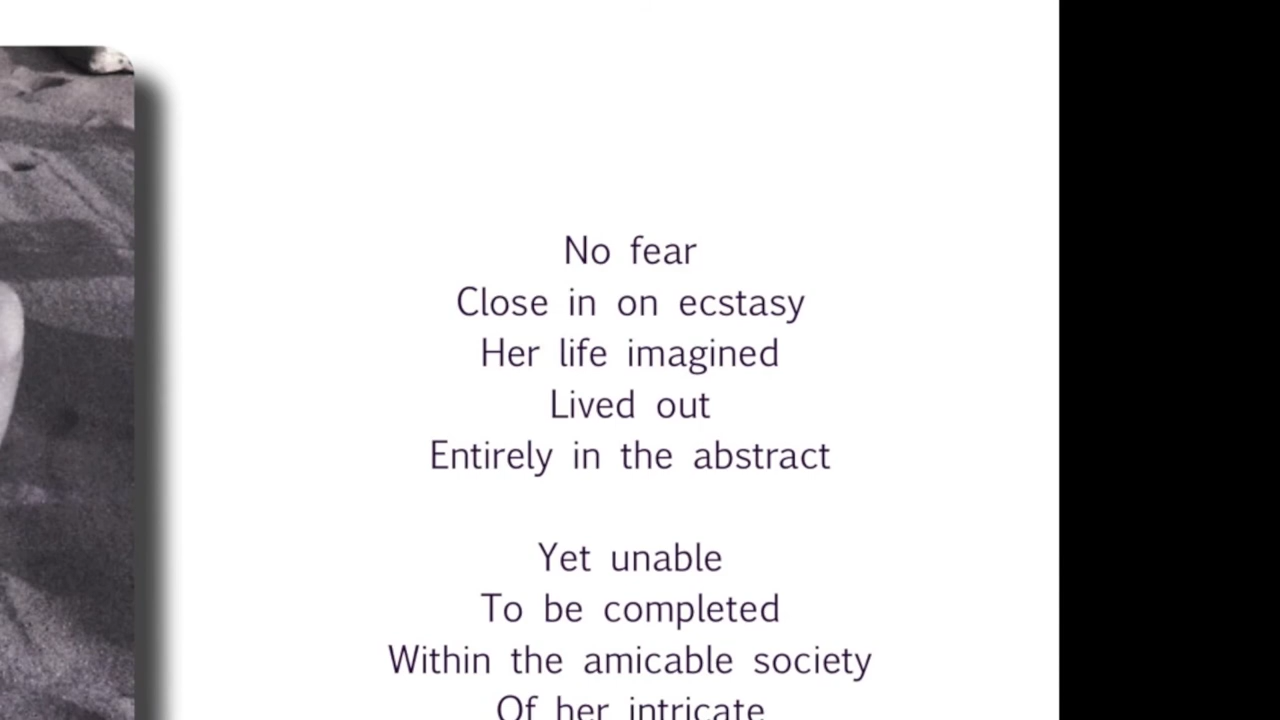 No fear
Close in on ecstasy
Her life imagined
Lived out
Entirely in the abstract
Yet unable
To be completed
Within the amicable society
Of her intricate